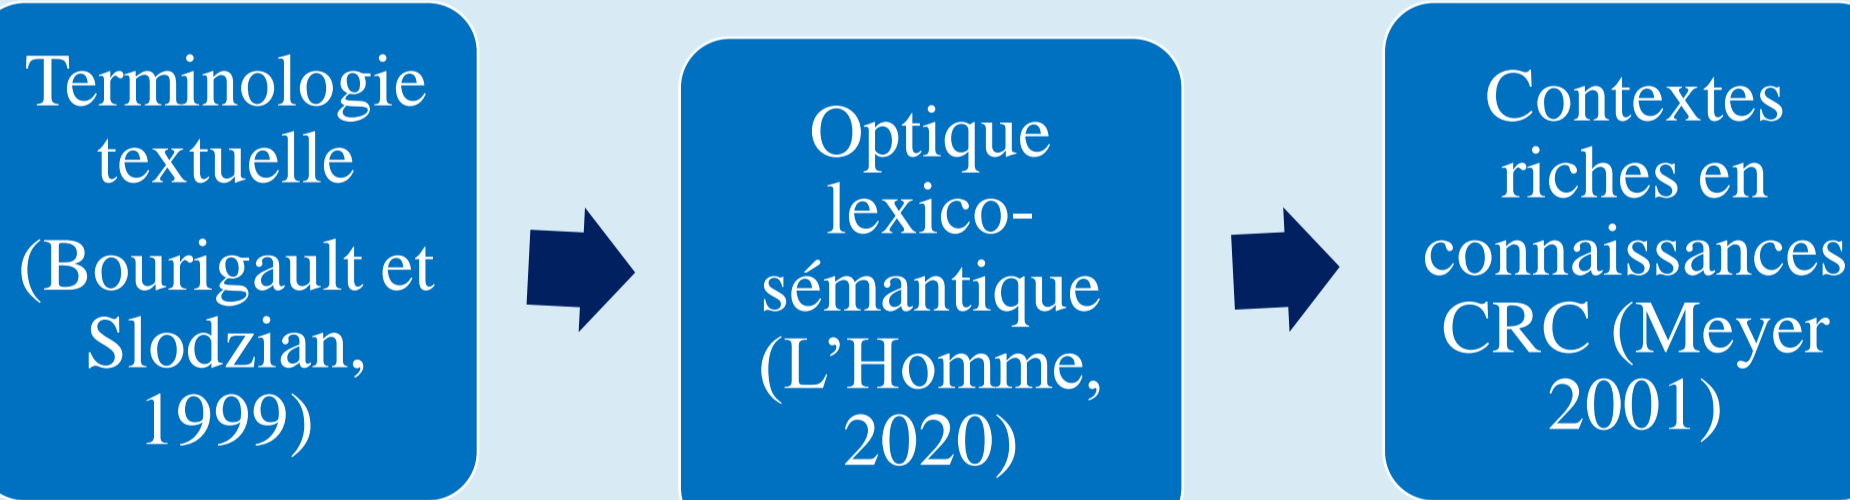 Terminologie
textuelle
(Bourigault et
Slodzian,
1999)
Optique
lexico-
sémantique
(L’Homme,
2020)
Contextes
riches en
connaissances
CRC (Meyer
2001)